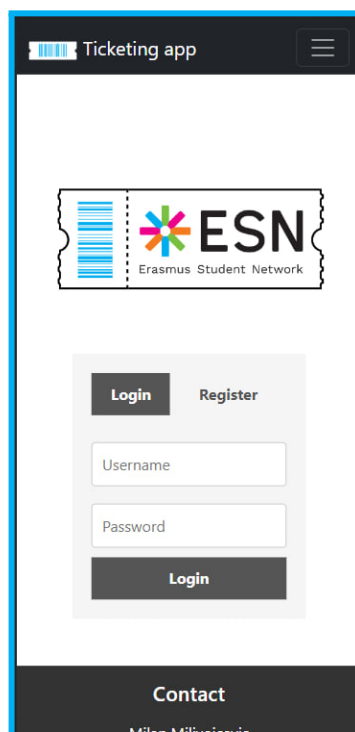 Ticketing app
ESN
Erasmus Student Network
Login Register
Username
Password
Login
Contact